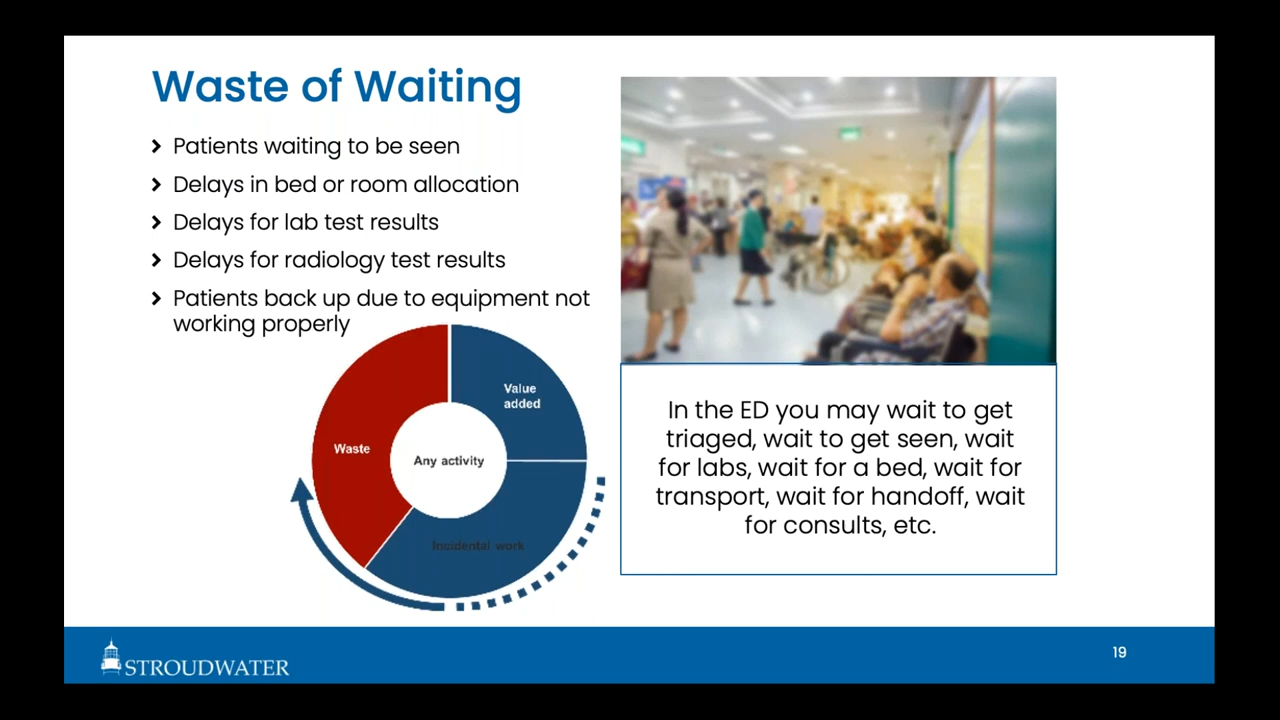 Waste of Waiting
Patients waiting to be seen
Delays in bed or room allocation
Delays for lab test results
Delays for radiology test results
Patients back up due to equipment not
working properly
Value
added
Waste
Any activity
Incidental work
In the ED you may wait to get
triaged, wait to get seen, wait
for labs, wait for a bed, wait for
transport, wait for handoff, wait
for consults, etc.
STROUDWATER
19